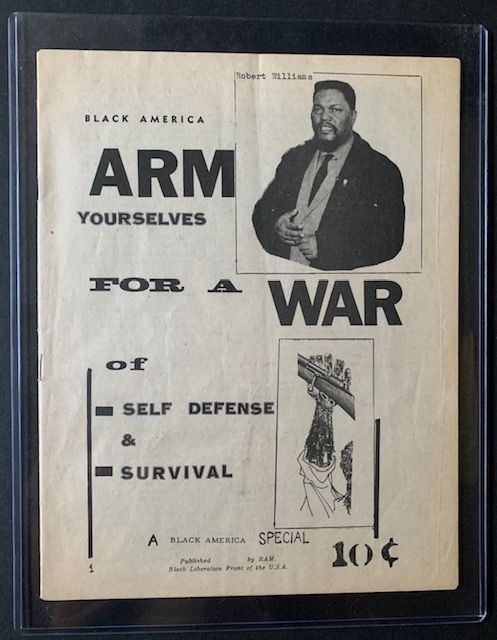 Robert Williams
BLACK AMERICA
ARM
YOURSELVES
FOR A WAR
of
SELF DEFENSE
&
SURVIVAL
A BLACK AMERICA SPECIAL
10¢
Published by RAM.
Black Liberation Front of the U.S.A.
1